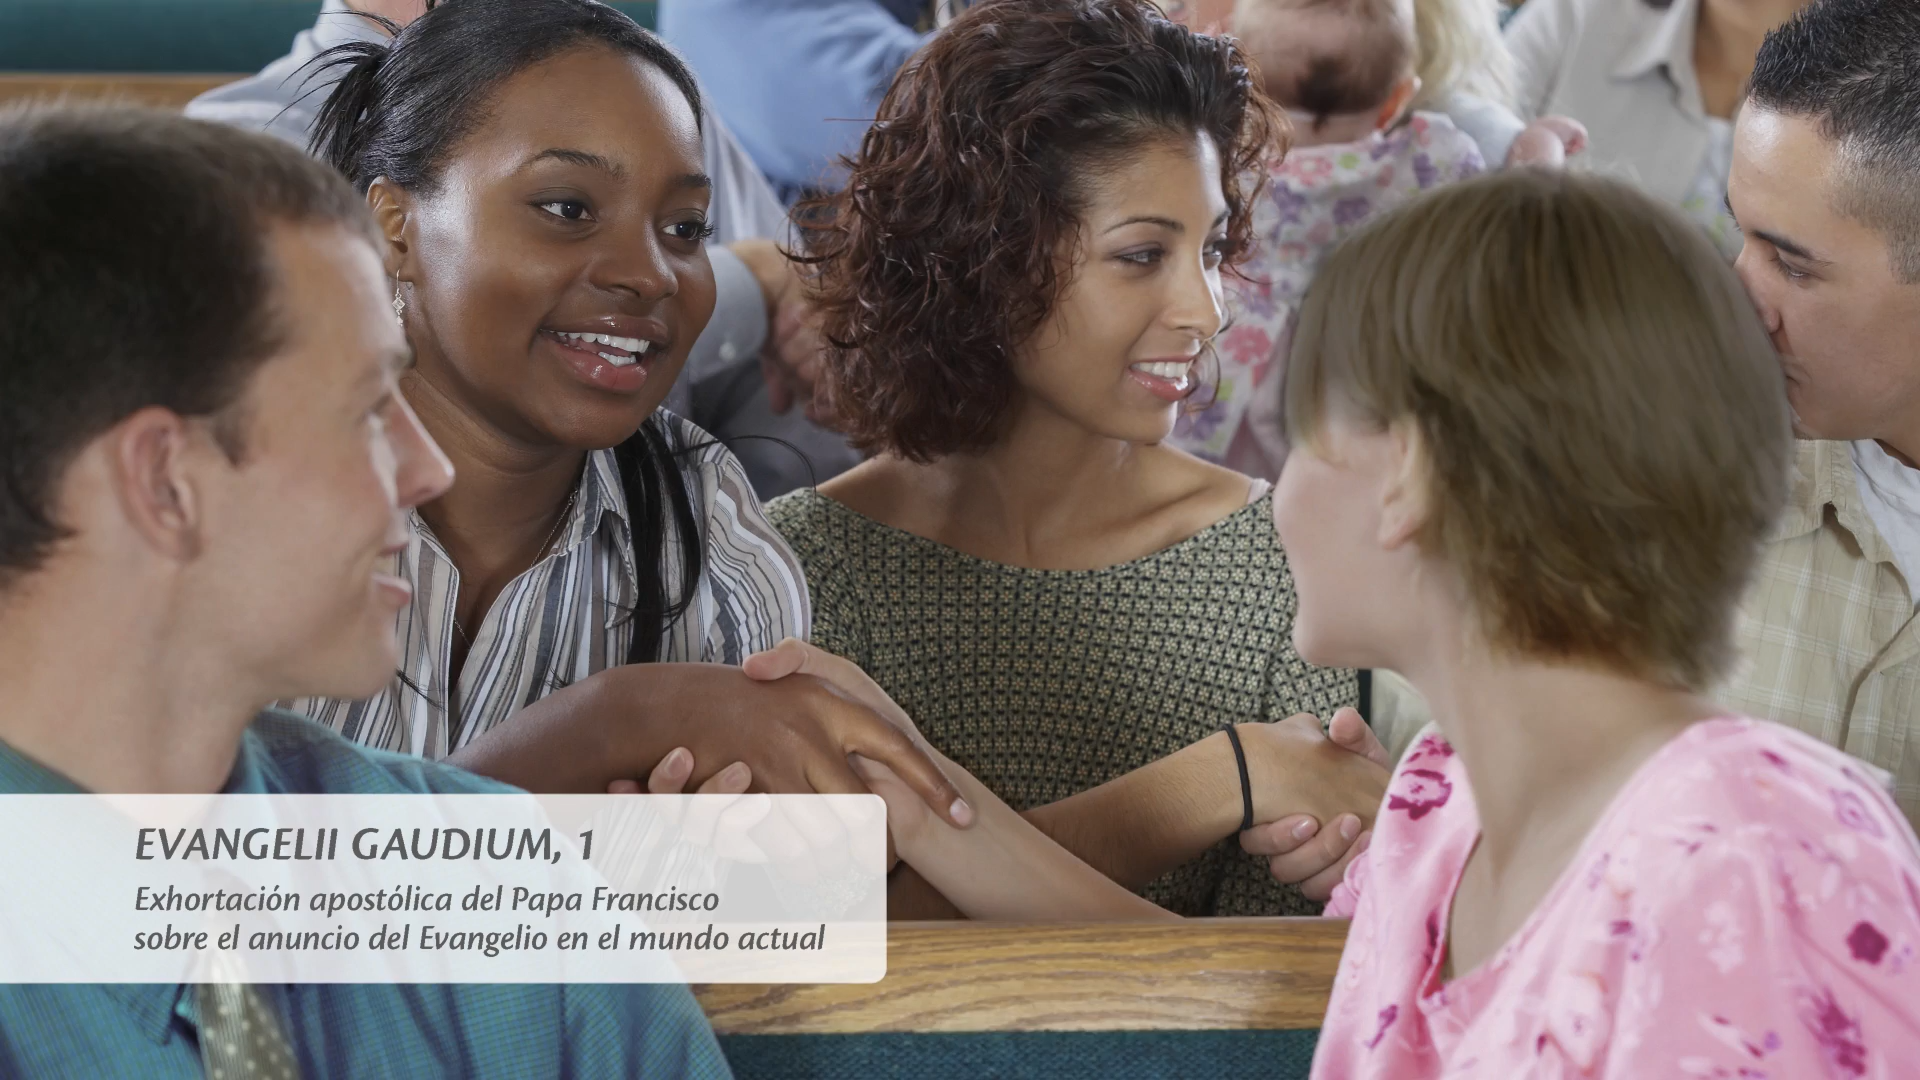 EVANGELII GAUDIUM, 1
Exhortación apostólica del Papa Francisco
sobre el anuncio del Evangelio en el mundo actual